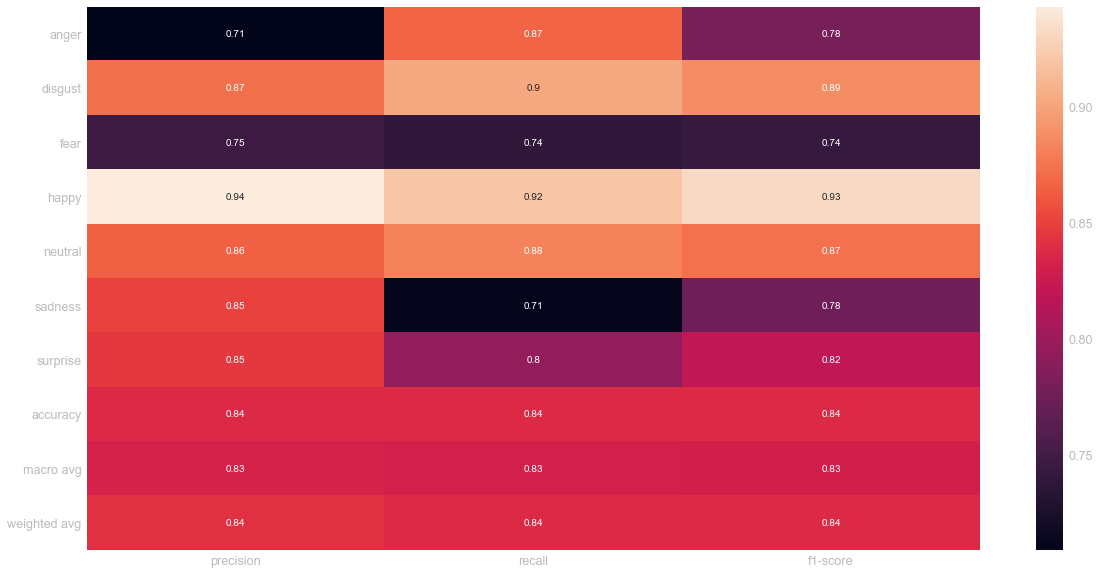 anger 0.71 0.87 0.78
disgust 0.87 0.9 0.89
fear 0.75 0.74 0.74
happy 0.94 0.92 0.93
neutral 0.86 0.88 0.87
sadness 0.85 0.71 0.78
surprise 0.85 0.8 0.82
accuracy 0.84 0.84 0.84
macro avg 0.83 0.83 0.83
weighted avg 0.84 0.84 0.84
precision recall f1-score
0.90
0.85
0.80
0.75